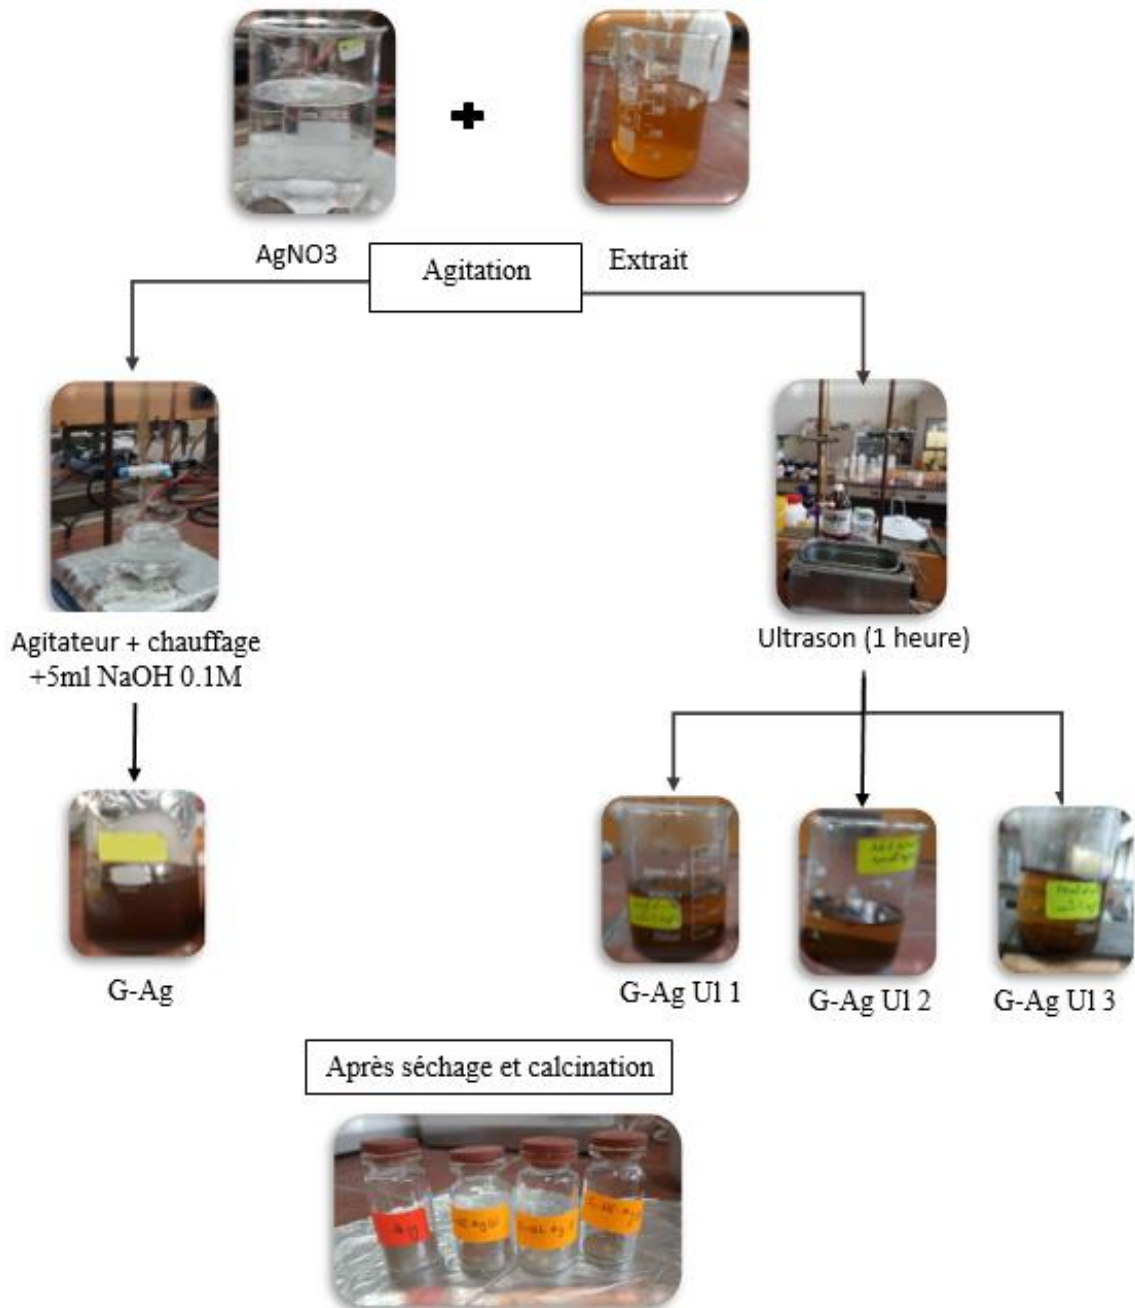 AgNO3
Agitation
Extrait
Agitateur + chauffage
+5ml NaOH 0.1M
Ultrason (1 heure)
G-Ag
G-Ag Ul 1
G-Ag Ul 2
G-Ag Ul 3
Après séchage et calcination
Ag